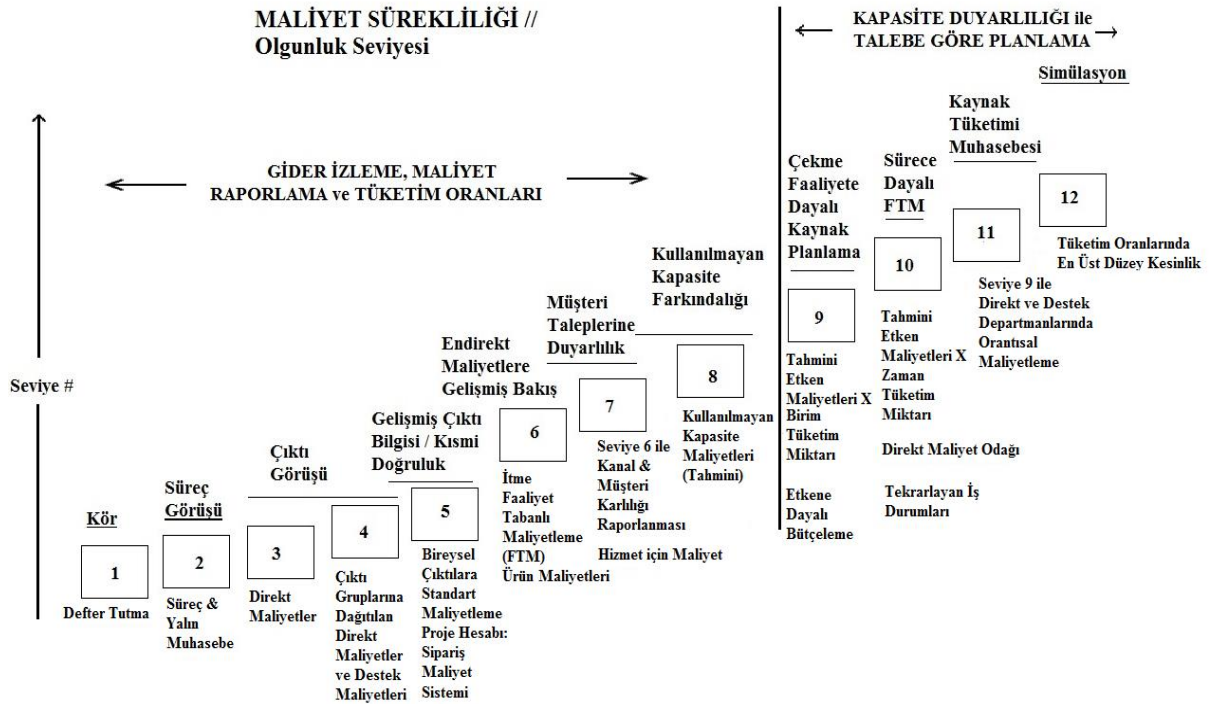 MALİYET SÜREKLİLİĞİ //
Olgunluk Seviyesi
KAPASİTE DUYARLILIĞI ile
TALEBE GÖRE PLANLAMA
GİDER İZLEME, MALİYET
RAPORLAMA ve TÜKETİM ORANLARI
Seviye #
Kör
1
Defter Tutma
Süreç
Görüşü
2
Süreç &
Yalın
Muhasebe
Çıktı
Görüşü
3
Direkt
Maliyetler
4
Çıktı
Gruplarına
Dağıtılan
Direkt
Maliyetler
ve Destek
Maliyetleri
Gelişmiş Çıktı
Bilgisi / Kısmi
Doğruluk
5
Bireysel
Çıktılara
Standart
Maliyetleme
Proje Hesabı:
Sipariş
Maliyet
Sistemi
Endirekt
Maliyetlere
Gelişmiş Bakış
6
İtme
Faaliyet
Tabanlı
Maliyetleme
(FTM)
Ürün Maliyetleri
Müşteri
Taleplerine
Duyarlılık
7
Seviye 6 ile
Kanal &
Müşteri
Karlılığı
Raporlanması
Hizmet için Maliyet
Kullanılmayan
Kapasite
Farkındalığı
8
Kullanılmayan
Kapasite
Maliyetleri
(Tahmini)
Çekme
Faaliyete
Dayalı
Kaynak
Planlama
9
Tahmini
Etken
Maliyetleri X
Birim
Tüketim
Miktarı
Etkene
Dayalı
Bütçeleme
Sürece
Dayalı
FTM
10
Tahmini
Etken
Maliyetleri X
Zaman
Tüketim
Miktarı
Direkt Maliyet Odağı
Tekrarlayan İş
Durumları
Kaynak
Tüketimi
Muhasebesi
11
Seviye 9 ile
Direkt ve Destek
Departmanlarında
Orantısal
Maliyetleme
Simülasyon
12
Tüketim Oranlarında
En Üst Düzey Kesinlik